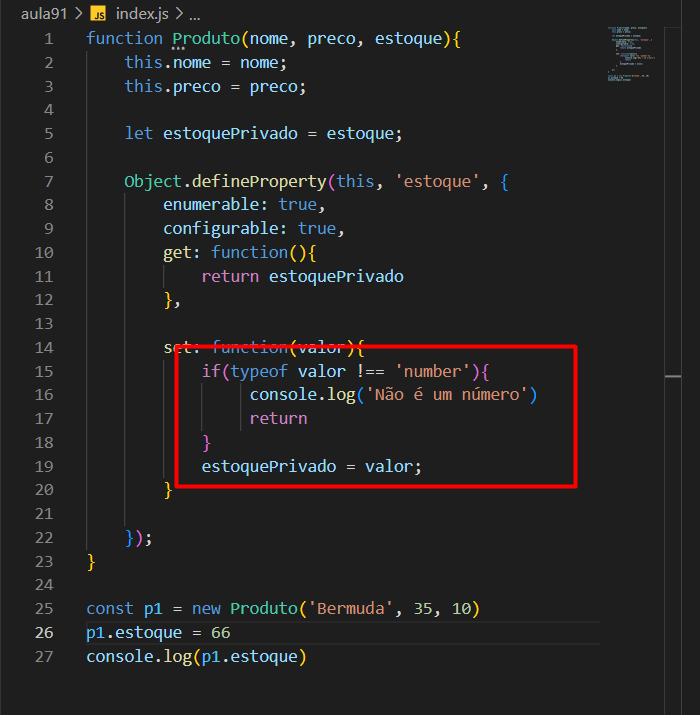 aula91 > JS index.js > ...
1 function Produto(nome, preco, estoque){
2     this.nome = nome;
3     this.preco = preco;
4
5     let estoquePrivado = estoque;
6
7     Object.defineProperty(this, 'estoque', {
8         enumerable: true,
9         configurable: true,
10         get: function(){
11             return estoquePrivado
12         },
13
14         set: function(valor){
15             if(typeof valor !== 'number'){
16                 console.log('Não é um número')
17                 return
18             }
19             estoquePrivado = valor;
20         }
21
22     });
23 }
24
25 const p1 = new Produto('Bermuda', 35, 10)
26 p1.estoque = 66
27 console.log(p1.estoque)